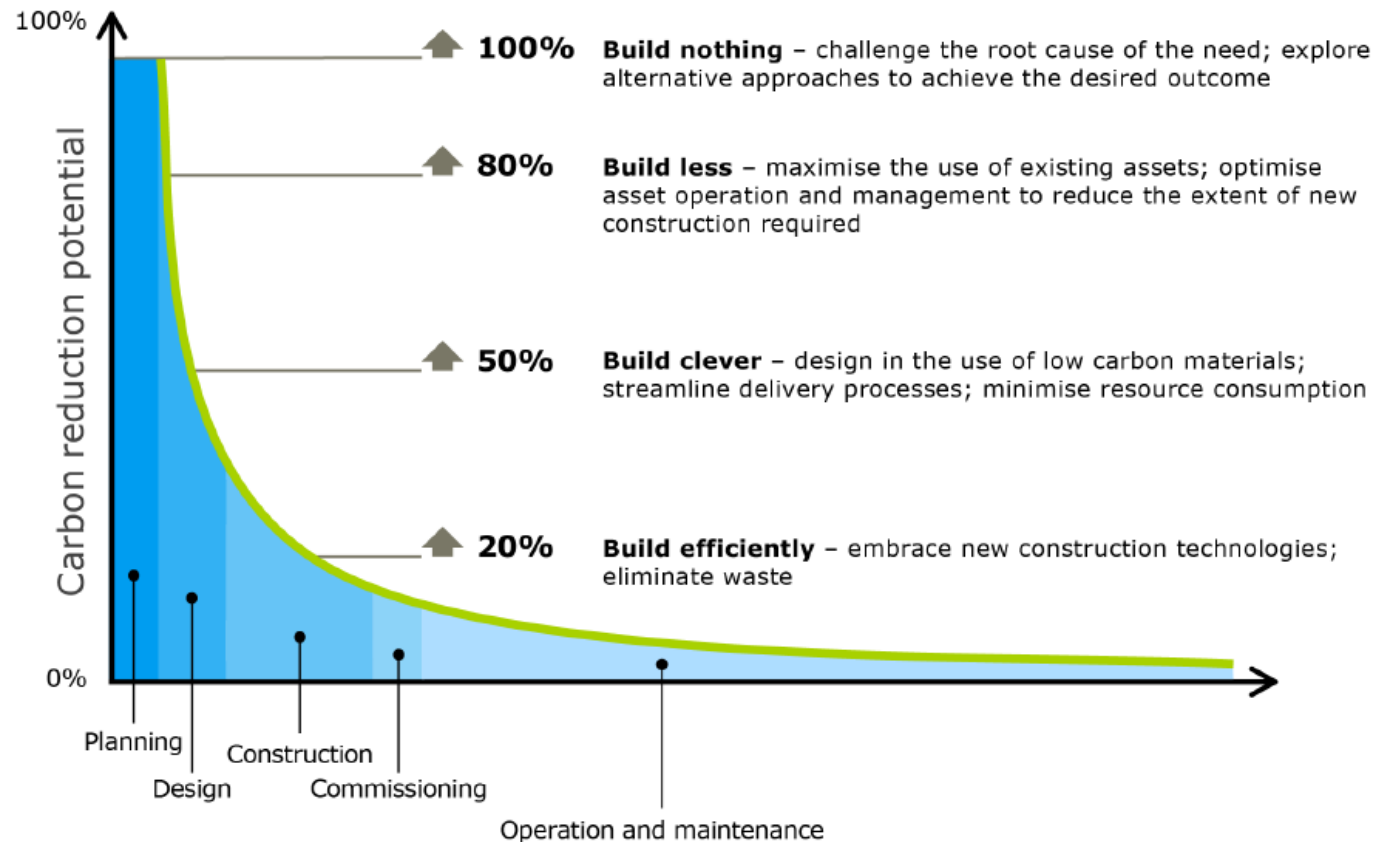 100%
100% Build nothing – challenge the root cause of the need; explore
alternative approaches to achieve the desired outcome
80% Build less – maximise the use of existing assets; optimise
asset operation and management to reduce the extent of new
construction required
Carbon reduction potential
50% Build clever – design in the use of low carbon materials;
streamline delivery processes; minimise resource consumption
20% Build efficiently – embrace new construction technologies;
eliminate waste
0%
Planning
Construction
Design
Commissioning
Operation and maintenance